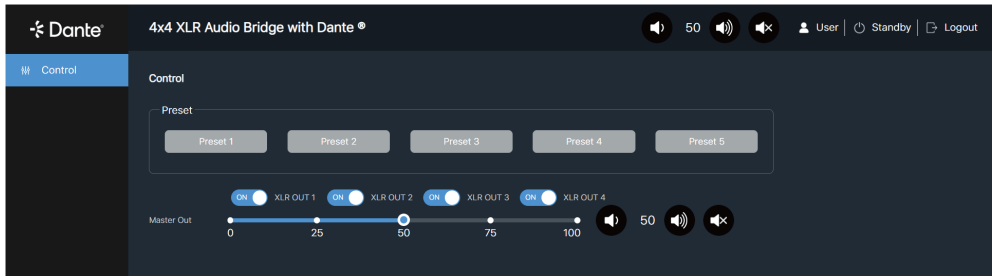 Dante®
4x4 XLR Audio Bridge with Dante ®
50
User
Standby
Logout
Control
Control
Preset
Preset 1
Preset 2
Preset 3
Preset 4
Preset 5
ON XLR OUT 1
ON XLR OUT 2
ON XLR OUT 3
ON XLR OUT 4
Master Out
50
0 25 50 75 100